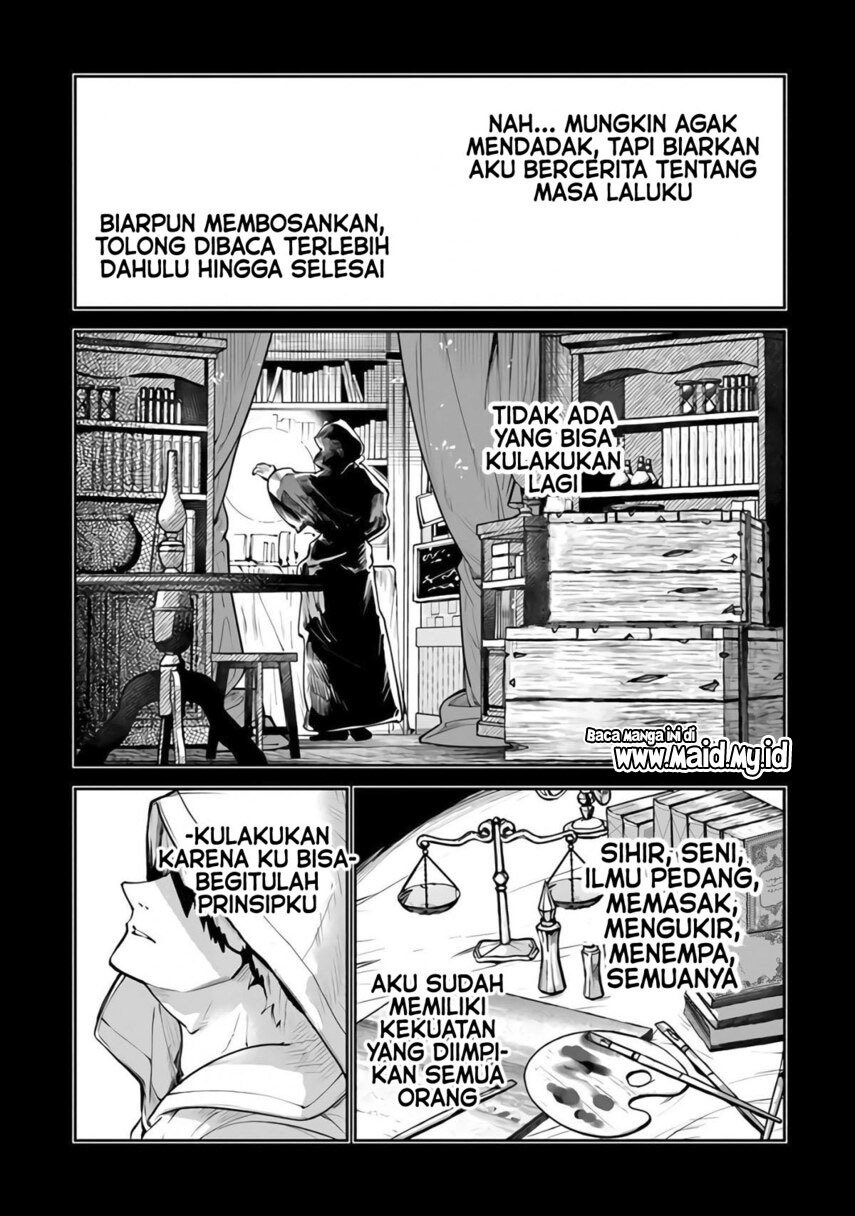 NAH... MUNGKIN AGAK
MENDADAK, TAPI BIARKAN
AKU BERCERITA TENTANG
MASA LALUKU
BIARPUN MEMBOSANKAN,
TOLONG DIBACA TERLEBIH
DAHULU HINGGA SELESAI
TIDAK ADA
YANG BISA
KULAKUKAN
LAGI
Baca Manga ini di
www.Maid.My.id
-KULAKUKAN
KARENA KU BISA-
BEGITULAH
PRINSIPKU
SIHIR, SENI,
ILMU PEDANG,
MEMASAK,
MENGUKIR,
MENEMPA,
SEMUANYA
AKU SUDAH
MEMILIKI
KEKUATAN
YANG DIIMPI-
KAN SEMUA
ORANG